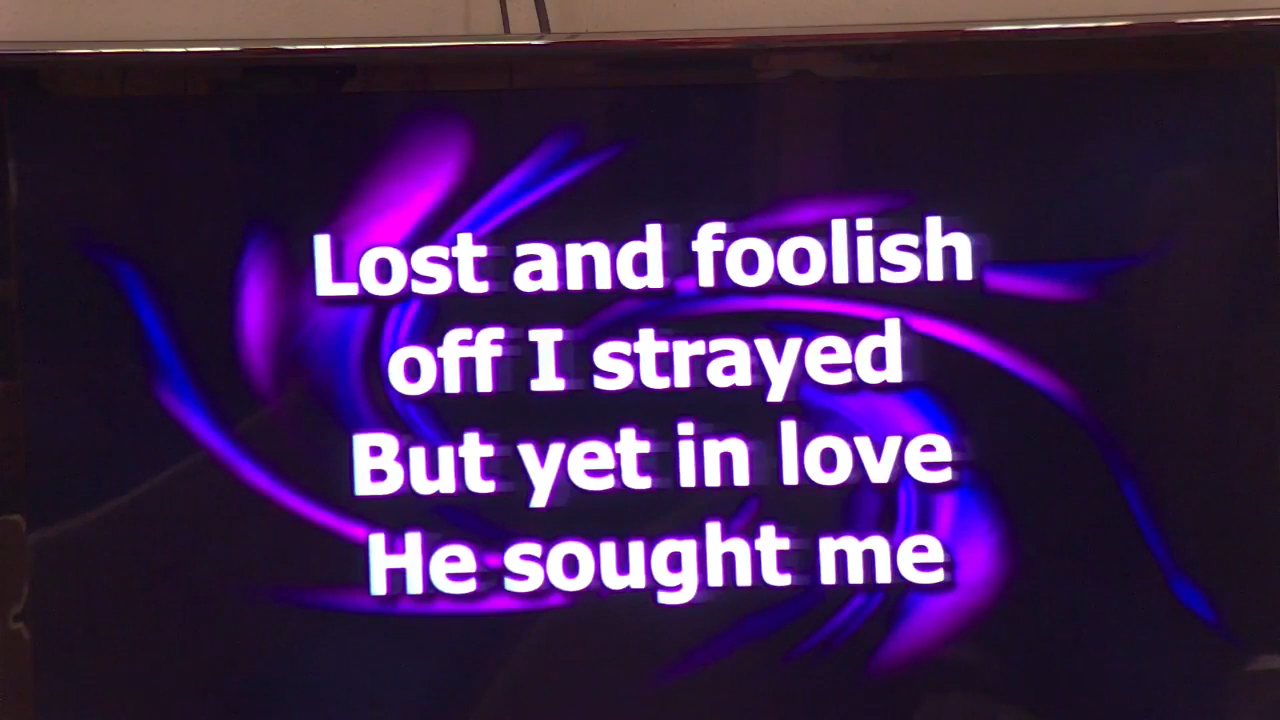 Lost and foolish
off I strayed
But yet in love
He sought me